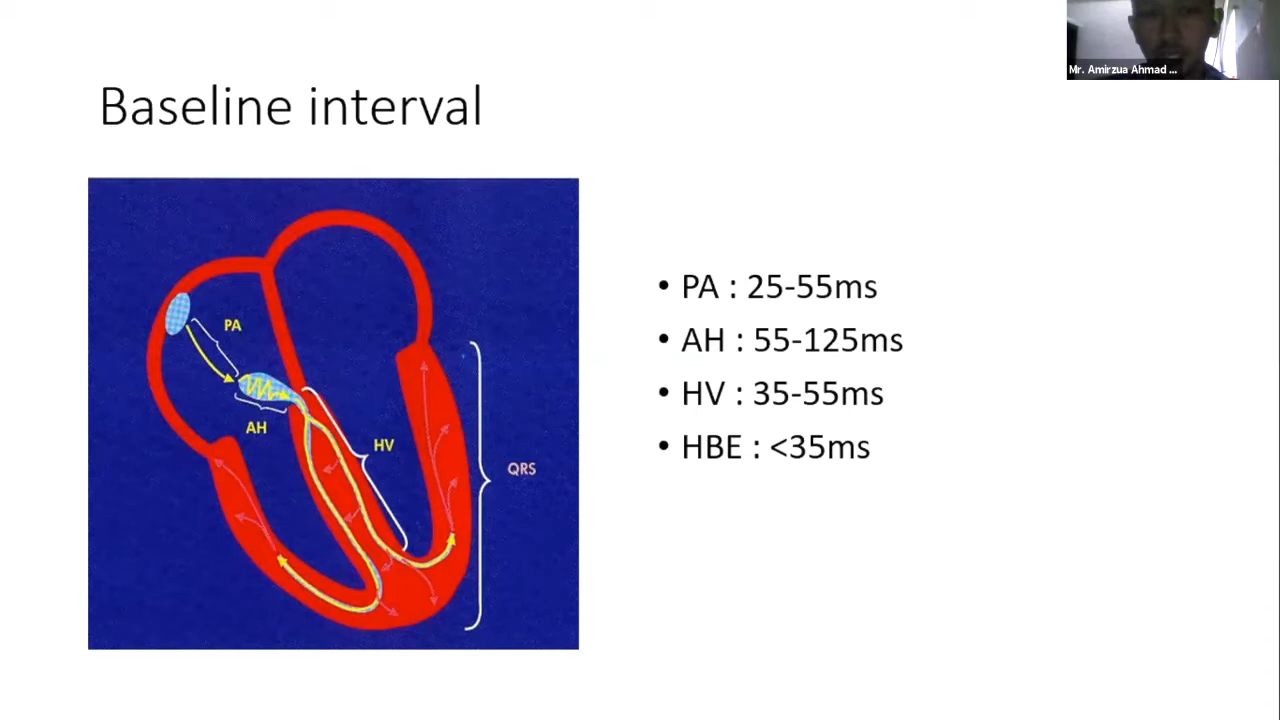 Mr. Amirzua Ahmad ...
Baseline interval
PA
AH
HV
QRS
• PA : 25-55ms
• AH : 55-125ms
• HV : 35-55ms
• HBE : <35ms